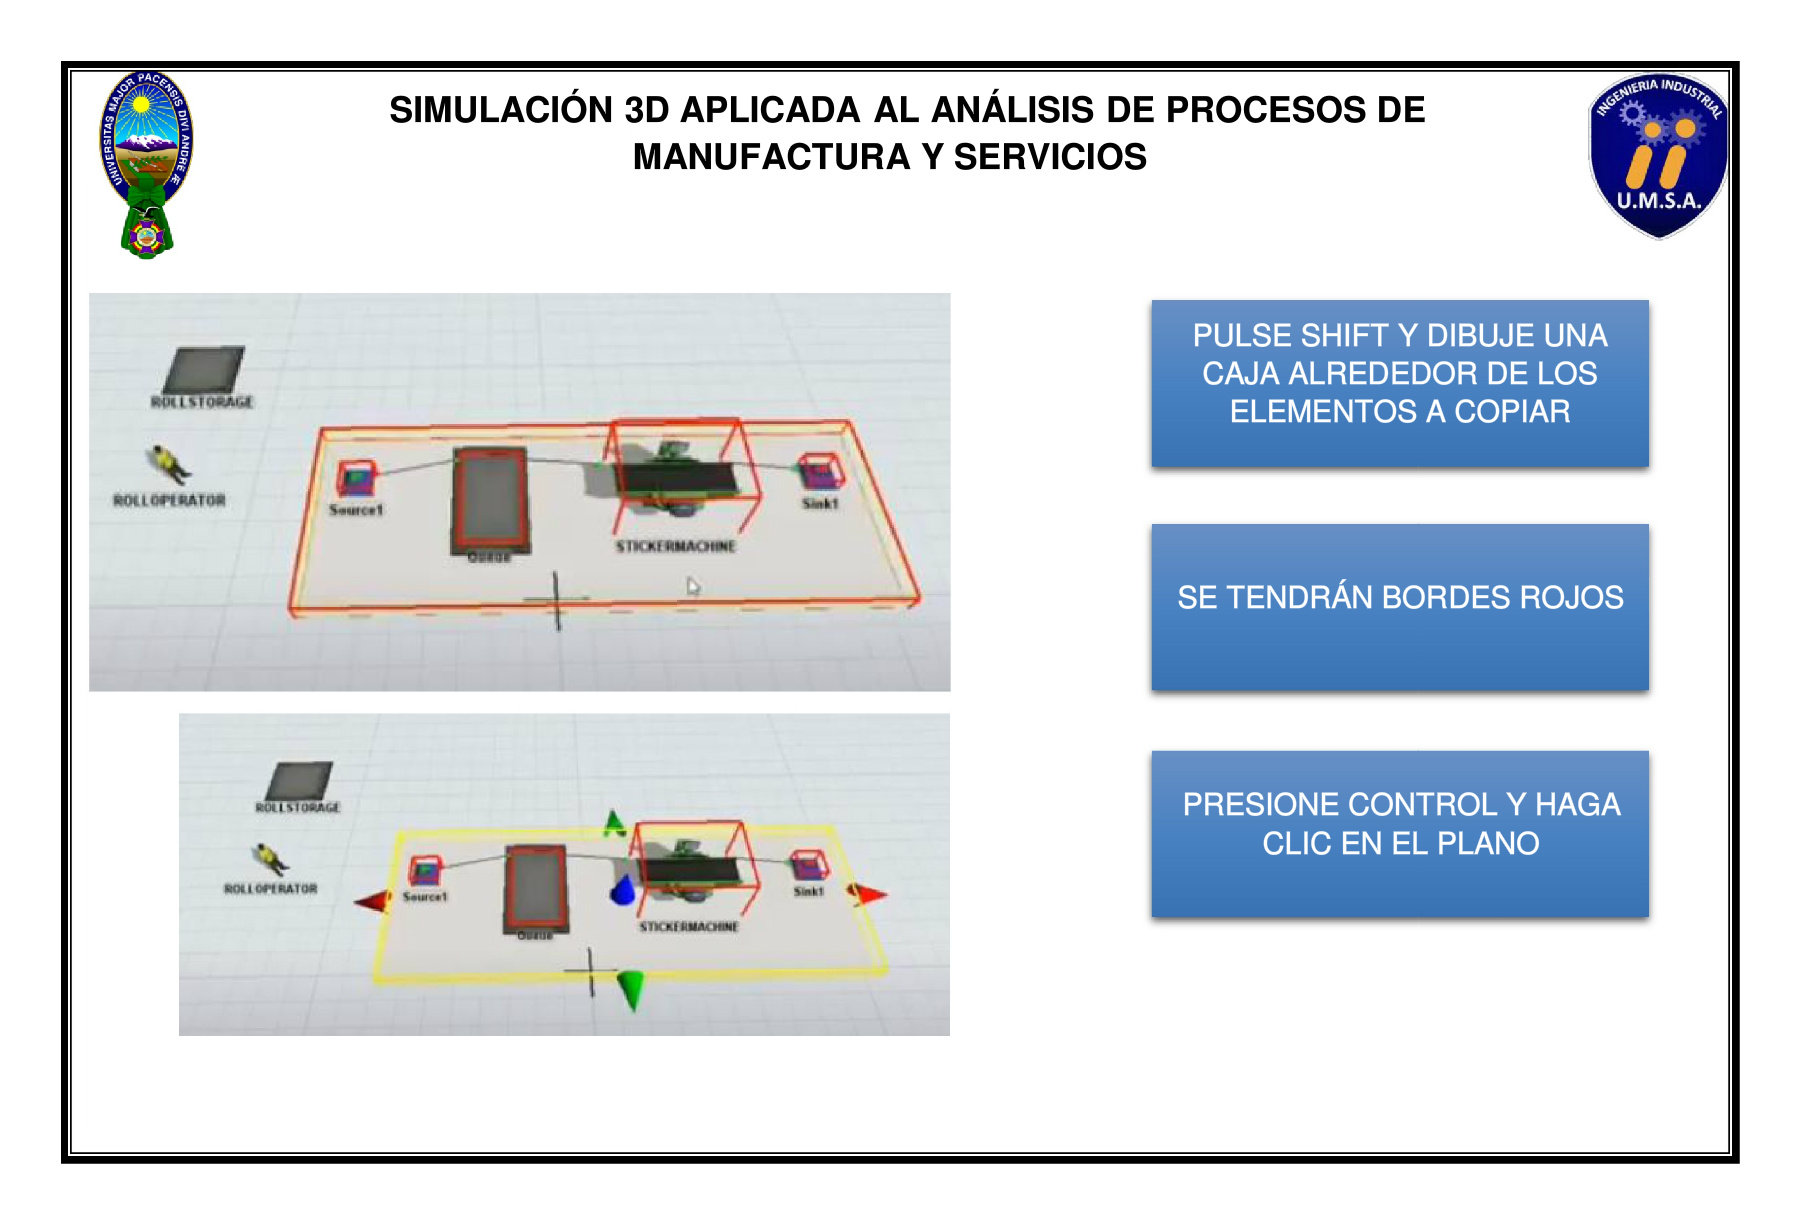 SIMULACIÓN 3D APLICADA AL ANÁLISIS DE PROCESOS DE
MANUFACTURA Y SERVICIOS
UNIVERSITAS MAJOR PACENSIS DIVI ANDRE Æ
INGENIERIA INDUSTRIAL
U.M.S.A.
ROLLSTORAGE
ROLLOPERATOR
Source1
Queue
STICKERMACHINE
Sink1
PULSE SHIFT Y DIBUJE UNA
CAJA ALREDEDOR DE LOS
ELEMENTOS A COPIAR
SE TENDRÁN BORDES ROJOS
ROLLSTORAGE
ROLLOPERATOR
Source1
Queue
STICKERMACHINE
Sink1
PRESIONE CONTROL Y HAGA
CLIC EN EL PLANO